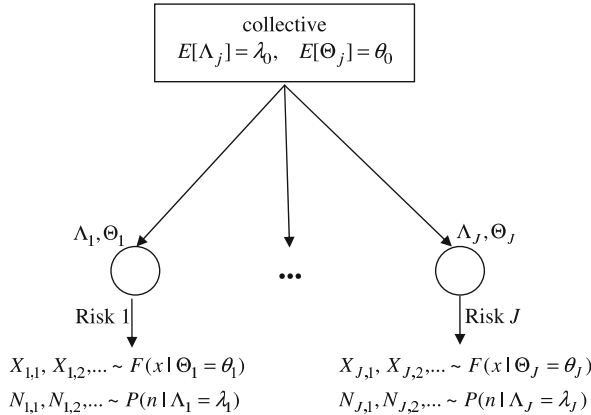 collective
E[Λ_j] = λ_0, E[Θ_j] = θ_0
Λ_1, Θ_1
Λ_J, Θ_J
...
Risk 1
Risk J
X_{1,1}, X_{1,2},... ~ F(x | Θ_1 = θ_1)
X_{J,1}, X_{J,2},... ~ F(x | Θ_J = θ_J)
N_{1,1}, N_{1,2},... ~ P(n | Λ_1 = λ_1)
N_{J,1}, N_{J,2},... ~ P(n | Λ_J = λ_J)